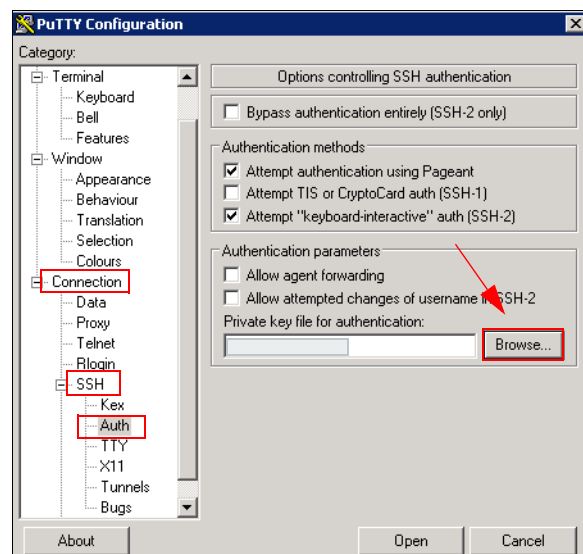 PuTTY Configuration
Category:
Terminal
Keyboard
Bell
Features
Window
Appearance
Behaviour
Translation
Selection
Colours
Connection
Data
Proxy
Telnet
Rlogin
SSH
Kex
Auth
TTY
X11
Tunnels
Bugs
Options controlling SSH authentication
Bypass authentication entirely (SSH-2 only)
Authentication methods
Attempt authentication using Pageant
Attempt TIS or CryptoCard auth (SSH-1)
Attempt "keyboard-interactive" auth (SSH-2)
Authentication parameters
Allow agent forwarding
Allow attempted changes of username in SSH-2
Private key file for authentication:
Browse...
About
Open
Cancel